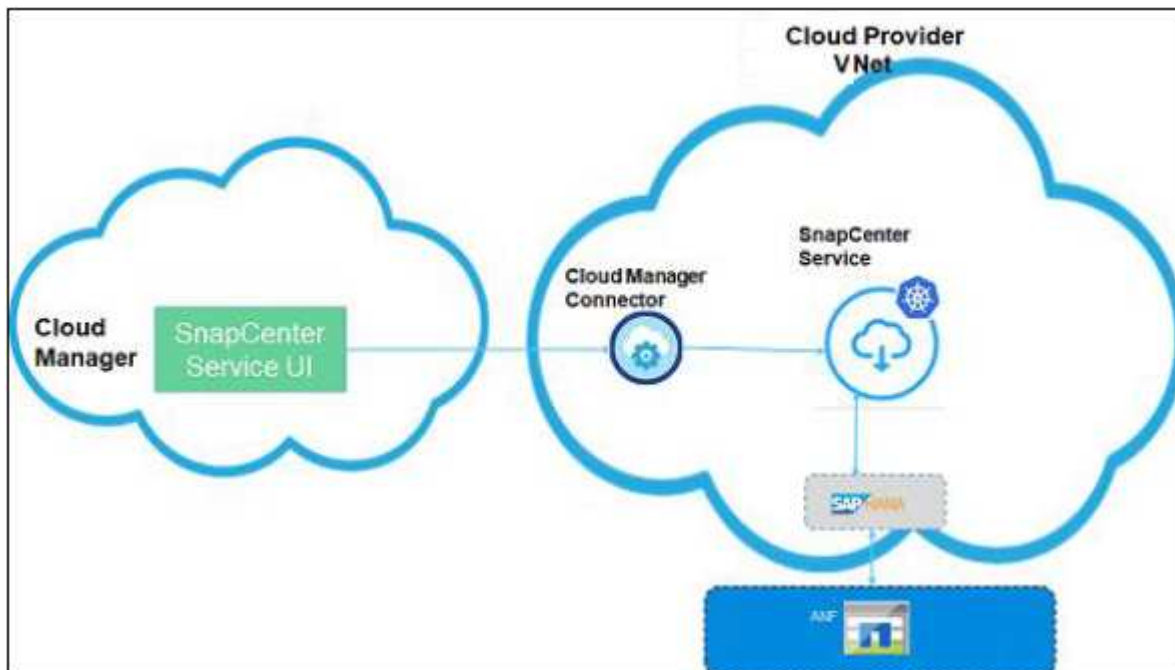 Cloud Provider
VNet
SnapCenter
Service
Cloud Manager
Connector
Cloud
Manager
SnapCenter
Service UI
SAP HANA
ANF